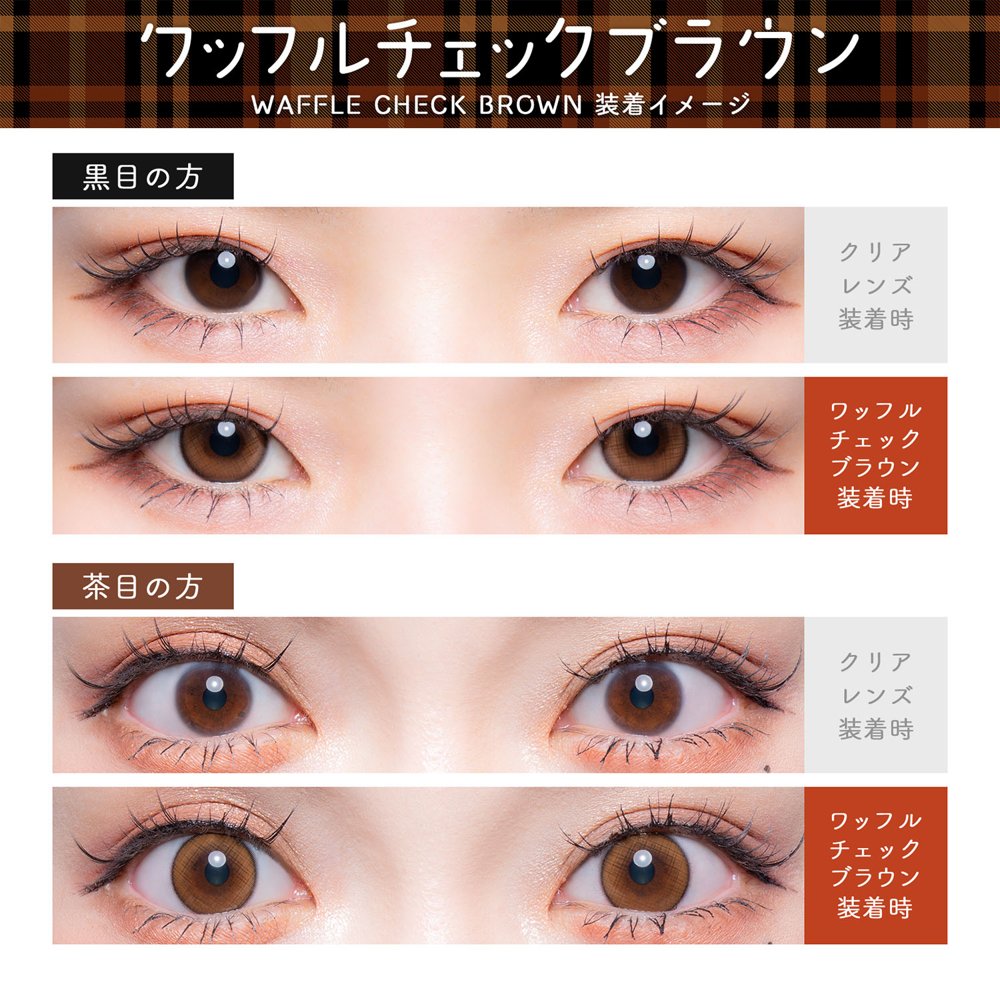 ワッフルチェックブラウン
WAFFLE CHECK BROWN 装着イメージ
黒目の方
クリア
レンズ
装着時
ワッフル
チェック
ブラウン
装着時
茶目の方
クリア
レンズ
装着時
ワッフル
チェック
ブラウン
装着時